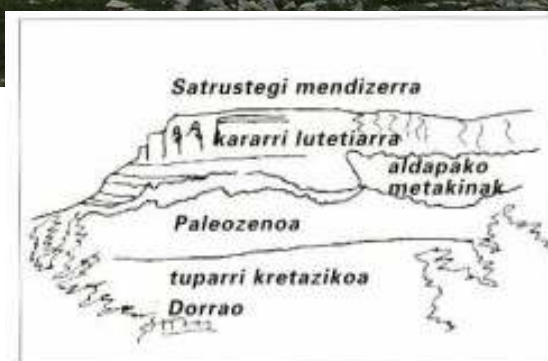 Satrustegi mendizerra
kararri lutetiarra
aldapako
metakinak
Paleozenoa
tuparri kretazikoa
Dorrao